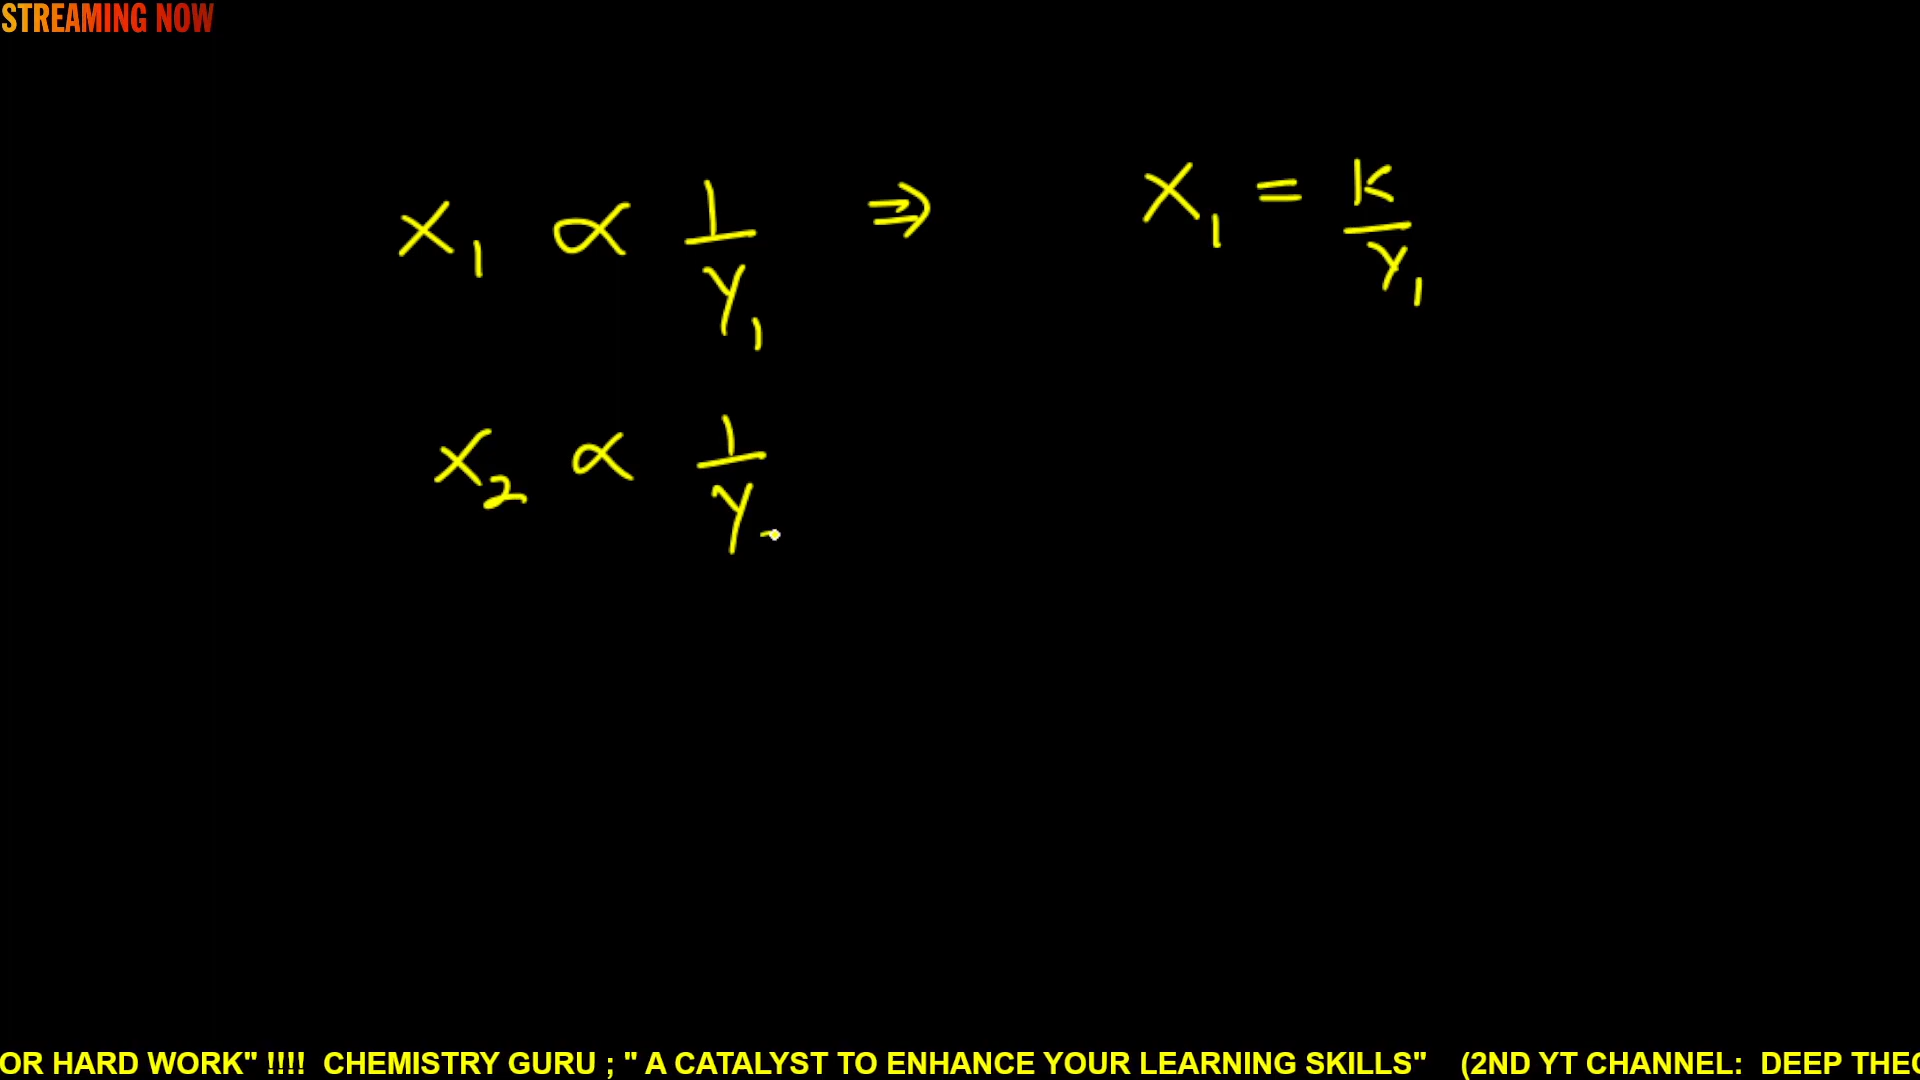 STREAMING NOW
x₁ ∝ 1/y₁ ⇒ x₁ = K/y₁
x₂ ∝ 1/y
OR HARD WORK" !!!! CHEMISTRY GURU ; " A CATALYST TO ENHANCE YOUR LEARNING SKILLS" (2ND YT CHANNEL: DEEP THEO